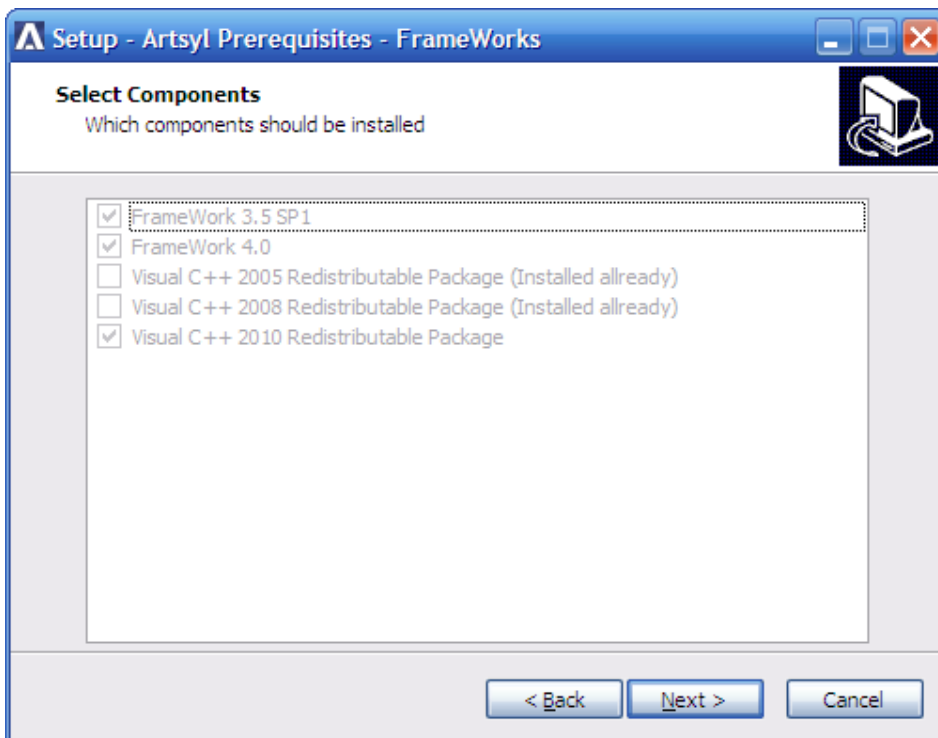 Setup - Artsyl Prerequisites - FrameWorks
Select Components
Which components should be installed
FrameWork 3.5 SP1
FrameWork 4.0
Visual C++ 2005 Redistributable Package (Installed allready)
Visual C++ 2008 Redistributable Package (Installed allready)
Visual C++ 2010 Redistributable Package
< Back Next > Cancel